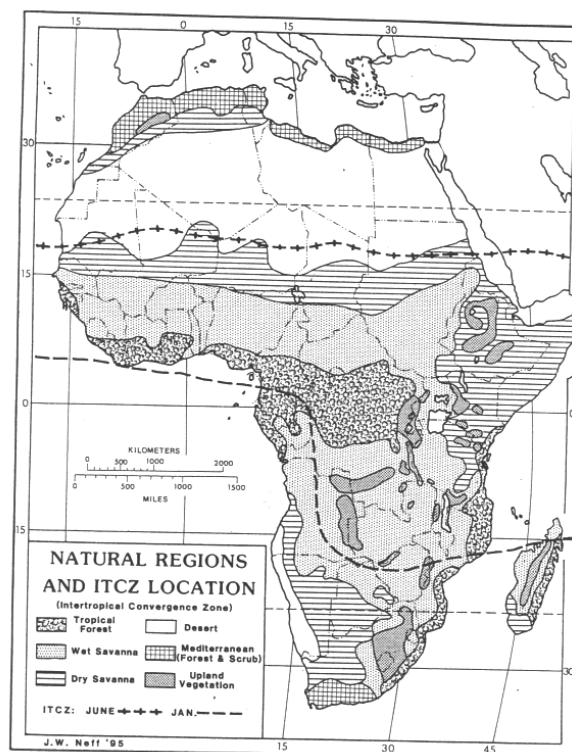 15 0 15 30
30
15
0
15
30
KILOMETERS
0 500 1000 2000
0 500 1000 1500
MILES
NATURAL REGIONS
AND ITCZ LOCATION
(Intertropical Convergence Zone)
Tropical Forest
Desert
Wet Savanna
Mediterranean (Forest & Scrub)
Dry Savanna
Upland Vegetation
ITCZ: JUNE JAN.
J.W. Neff '95
15 30 45